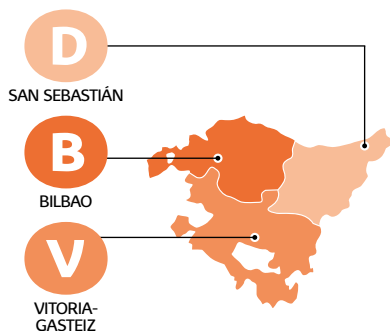 D
SAN SEBASTIÁN
B
BILBAO
V
VITORIA-
GASTEIZ